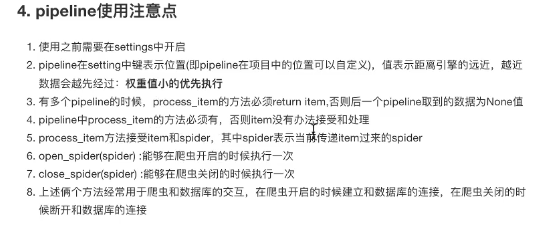 4. pipeline使用注意点
1. 使用之前需要在settings中开启
2. pipeline在setting中键表示位置(即pipeline在项目中的位置可以自定义)，值表示距离引擎的远近，越近
数据会越先经过：权重值小的优先执行
3. 有多个pipeline的时候，process_item的方法必须return item,否则后一个pipeline取到的数据为None值
4. pipeline中process_item的方法必须有，否则item没有办法接受和处理
5. process_item方法接受item和spider，其中spider表示当前传递item过来的spider
6. open_spider(spider) :能够在爬虫开启的时候执行一次
7. close_spider(spider) :能够在爬虫关闭的时候执行一次
8. 上述俩个方法经常用于爬虫和数据库的交互，在爬虫开启的时候建立和数据库的连接，在爬虫关闭的时
候断开和数据库的连接